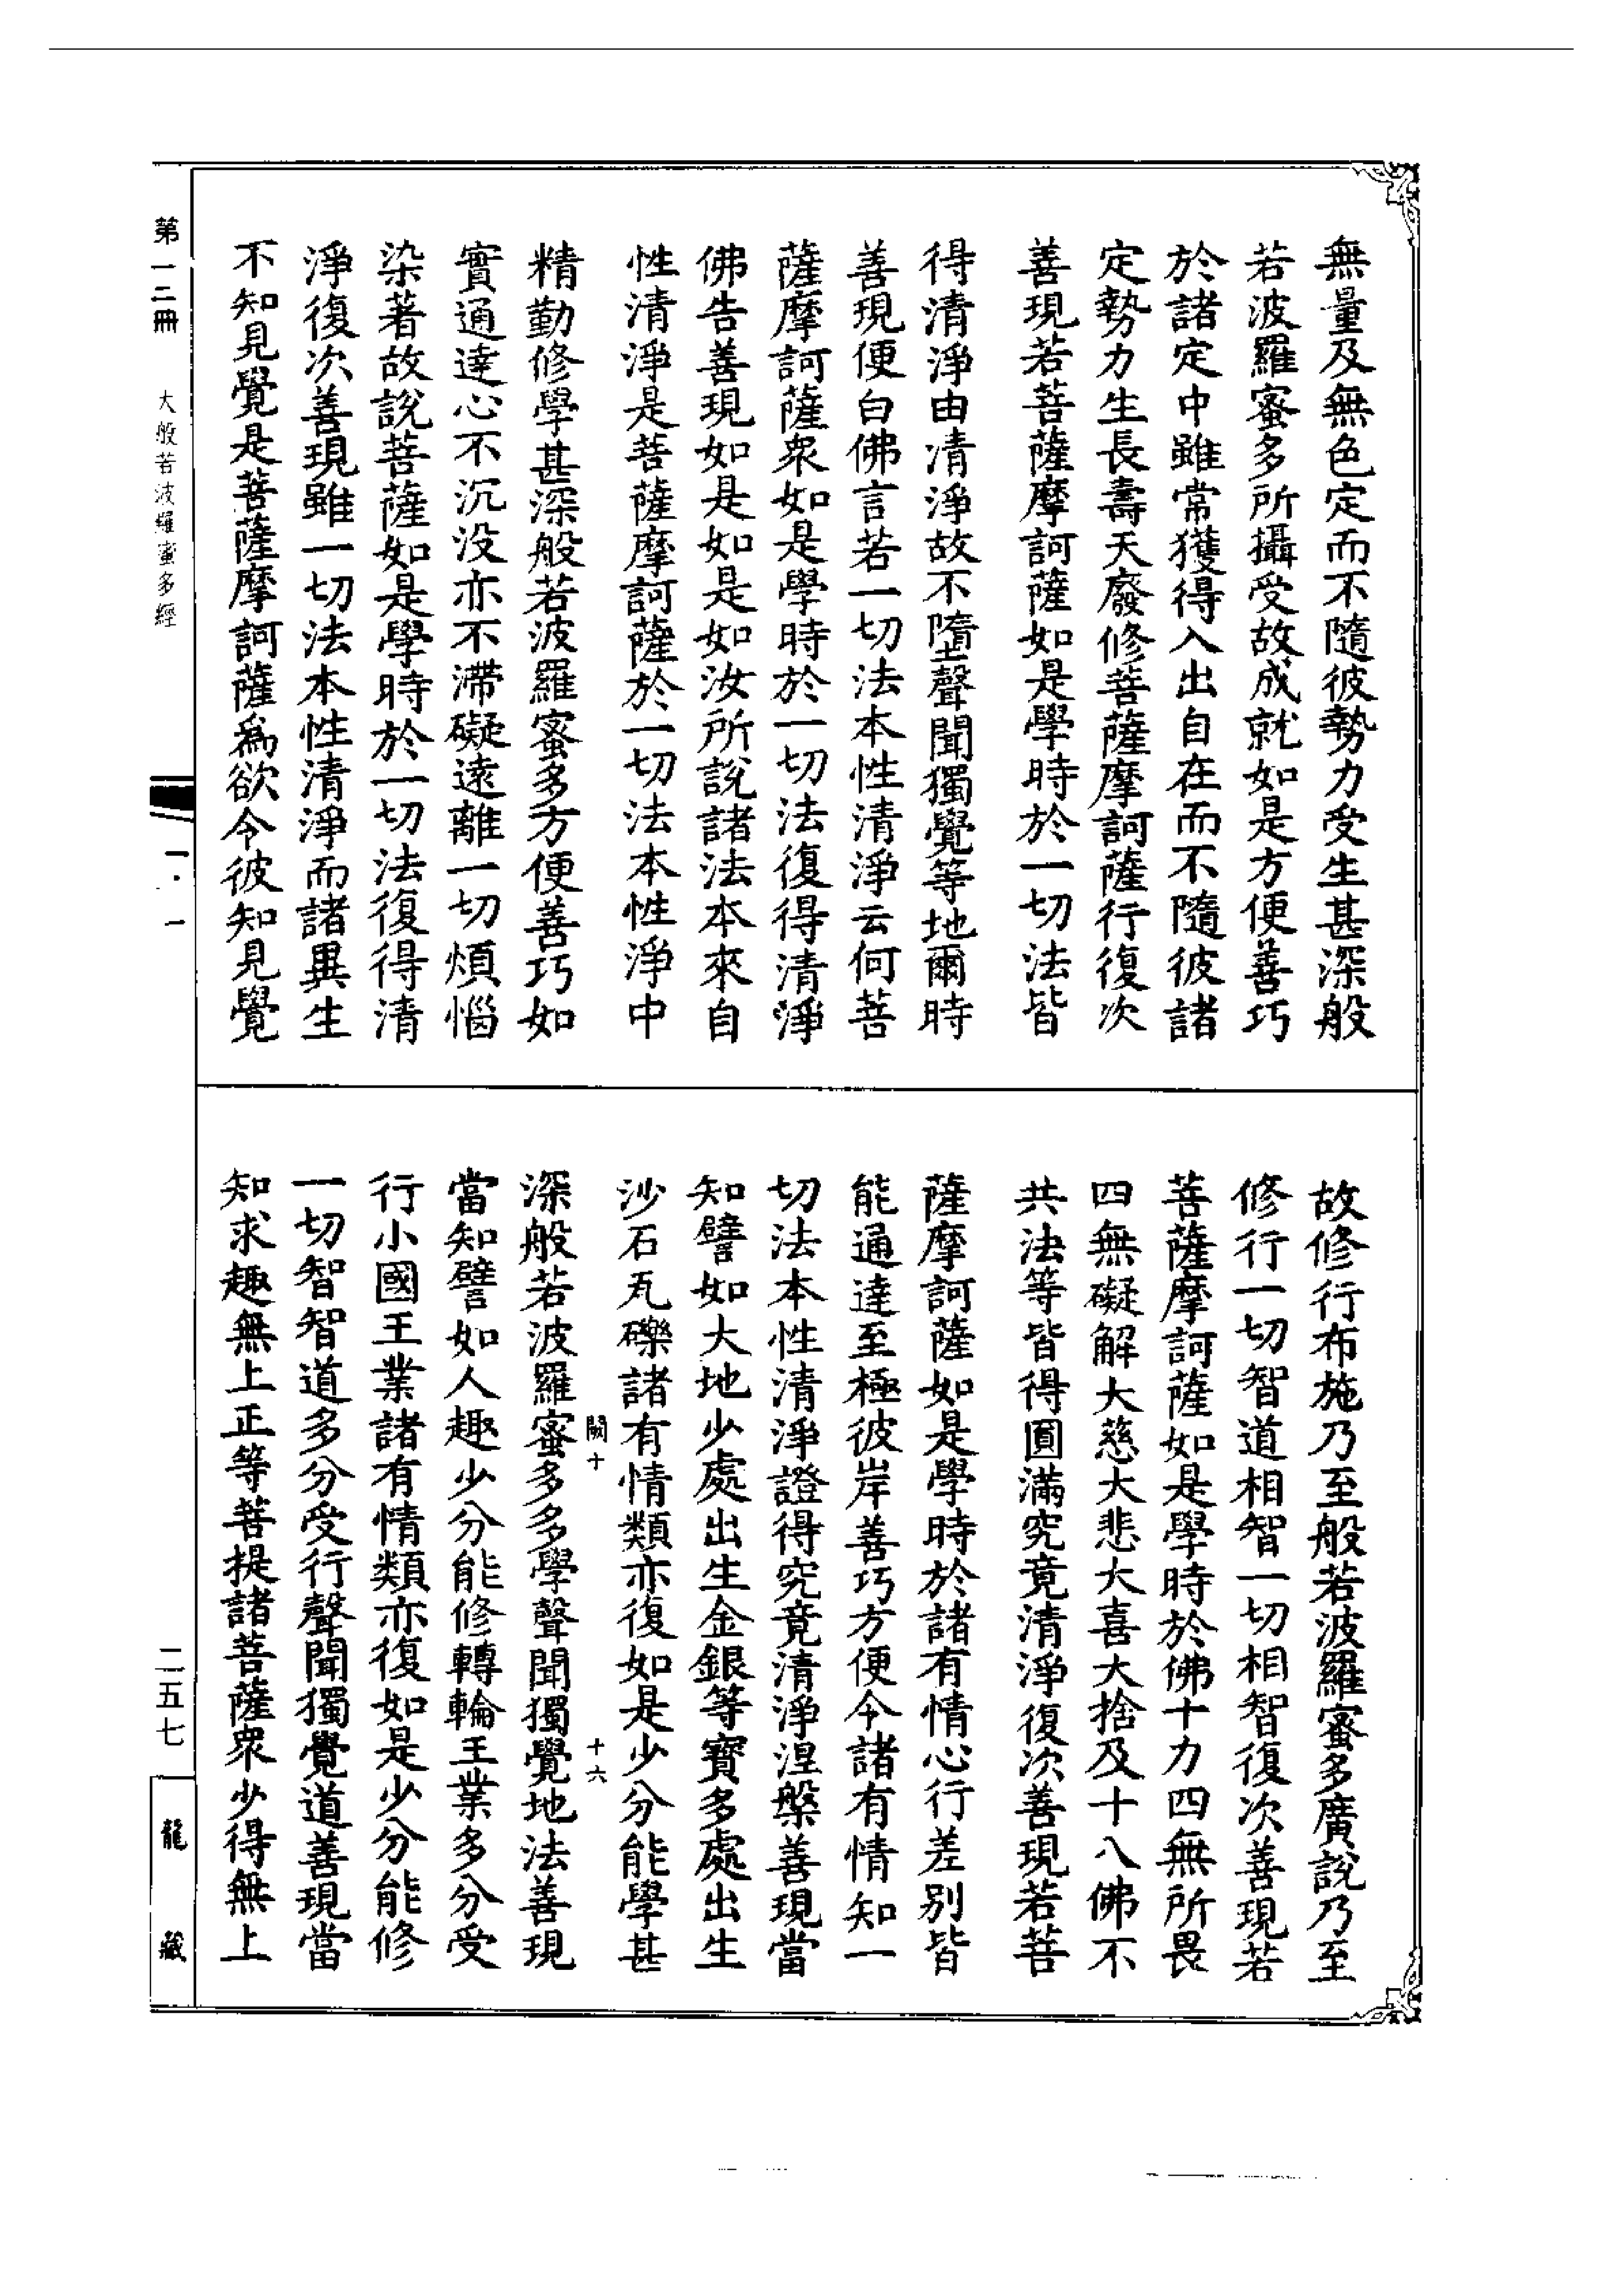 無量及無色定而不隨彼勢力受生甚深般
若波羅蜜多所攝受故成就如是方便善巧
於諸定中雖常獲得入出自在而不隨彼諸
定勢力生長壽天廢修菩薩摩訶薩行復次
善現若菩薩摩訶薩如是學時於一切法皆
得清淨由清淨故不墮聲聞獨覺等地爾時
善現便白佛言若一切法本性清淨云何菩
薩摩訶薩衆如是學時於一切法復得清淨
佛告善現如是如是如汝所說諸法本來自
性清淨是菩薩摩訶薩於一切法本性淨中
精勤修學甚深般若波羅蜜多方便善巧如
實通達心不沉没亦不滯礙遠離一切煩惱
染著故說菩薩如是學時於一切法復得清
淨復次善現雖一切法本性清淨而諸異生
不知見覺是菩薩摩訶薩爲欲令彼知見覺
故修行布施乃至般若波羅蜜多廣說乃至
修行一切智道相智一切相智復次善現若
菩薩摩訶薩如是學時於佛十力四無所畏
四無礙解大慈大悲大喜大捨及十八佛不
共法等皆得圓滿究竟清淨復次善現若菩
薩摩訶薩如是學時於諸有情心行差別皆
能通達至極彼岸善巧方便令諸有情知一
切法本性清淨證得究竟清淨涅槃善現當
知譬如大地少處出生金銀等寶多處出生
沙石瓦礫諸有情類亦復如是少分能學甚
闕十 十六
深般若波羅蜜多多學聲聞獨覺地法善現
當知譬如人趣少分能修轉輪王業多分受
行小國王業諸有情類亦復如是少分能修
一切智智道多分受行聲聞獨覺道善現當
知求趣無上正等菩提諸菩薩衆少得無上
第一二冊 大般若波羅蜜多經
二五七
龍藏